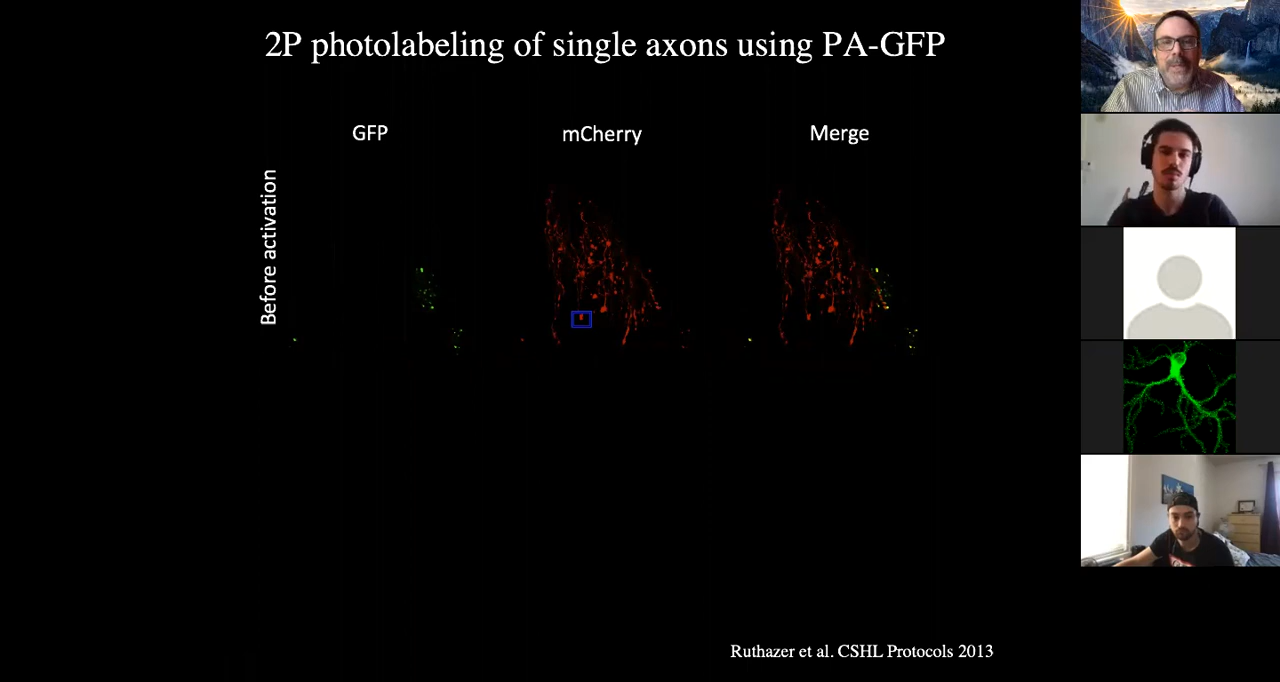 2P photolabeling of single axons using PA-GFP
GFP
mCherry
Merge
Before activation
Ruthazer et al. CSHL Protocols 2013